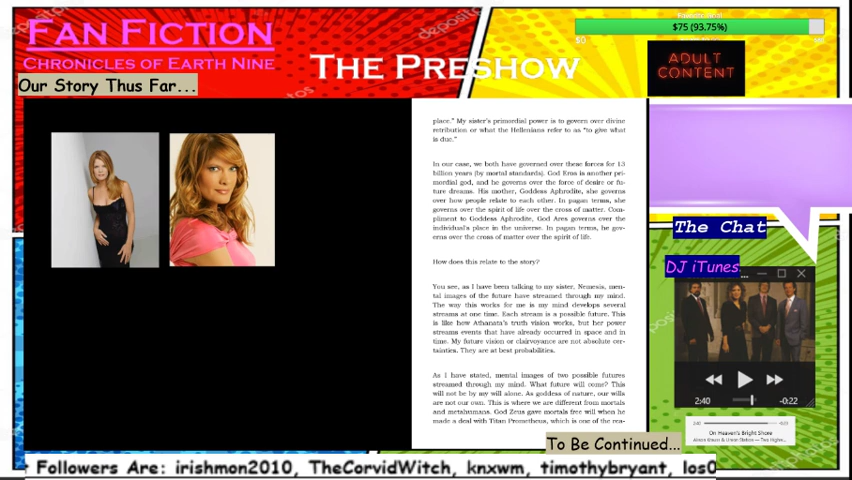 FAN FICTION
CHRONICLES OF EARTH NINE
Our Story Thus Far...
THE PRESHOW
$75 (93.75%)
$0
ADULT
CONTENT
place." My sister's primordial power is to govern over divine
retribution or what the Hellenians refer to as "to give what
is due."
In our case, we both have governed over these forces for 13
billion years (by mortal standards). God Eros is another pri-
mordial god, and he governs over the force of desire or fu-
ture dreams. His mother, Goddess Aphrodite, she governs
over how people relate to each other. In pagan terms, she
governs over the spirit of life over the cross of matter. Com-
pliment to Goddess Aphrodite, God Ares governs over the
individual's place in the universe. In pagan terms, he gov-
erns over the cross of matter over the spirit of life.
How does this relate to the story?
You see, as I have been talking to my sister, Nemesis, men-
tal images of the future have streamed through my mind.
The way this works for me is my mind develops several
streams at one time. Each stream is a possible future. This
is like how Athanata's truth vision works, but her power
streams events that have already occurred in space and in
time. My future vision or clairvoyance are not absolute cer-
tainties. They are at best probabilities.
As I have stated, mental images of two possible futures
streamed through my mind. What future will come? This
will not be by my will alone. As goddess of nature, our wills
are not our own. This is where we are different from mortals
and metahumans. God Zeus gave mortals free will when he
made a deal with Titan Prometheus, which is one of the rea-
To Be Continued...
The Chat
DJ iTunes
...
2:40
-0:22
On Heaven's Bright Shore
Alison Krauss & Union Station — Two Highw...
Followers Are: irishmon2010, TheCorvidWitch, knxwm, timothybryant, los0